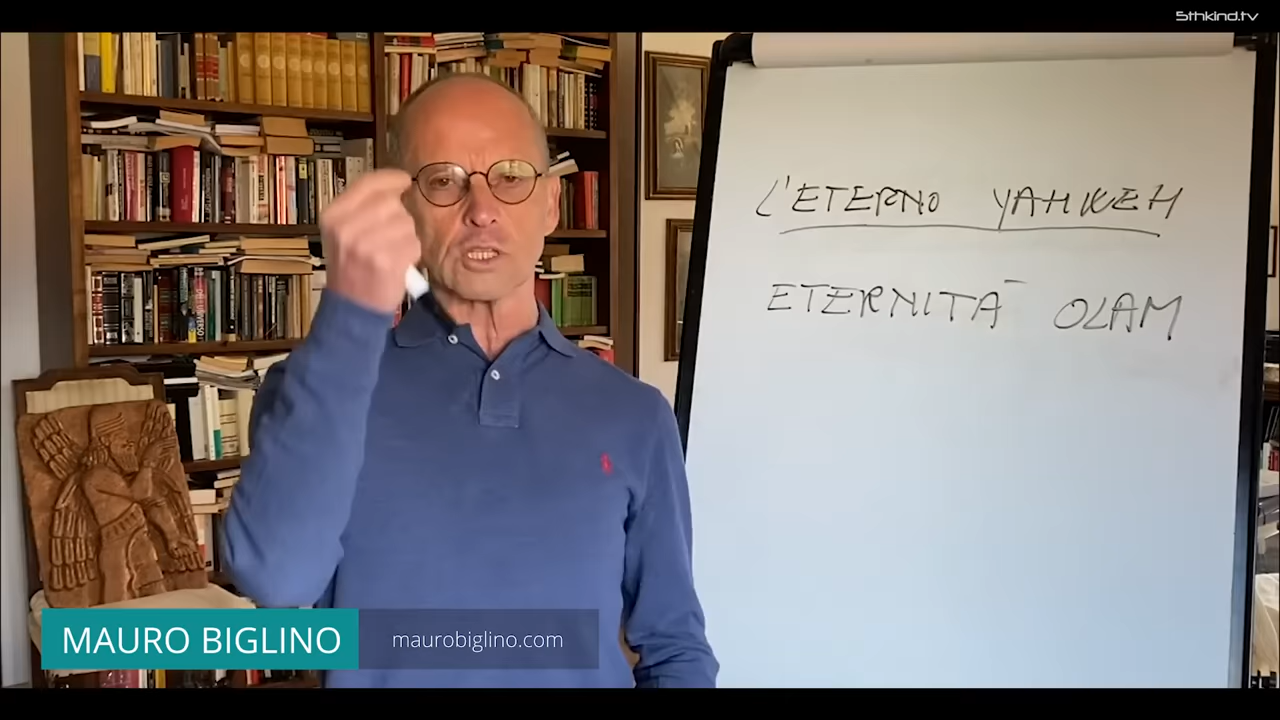 5thkind.tv
L'ETERNO YAHWEH
ETERNITÀ OLAM
MAURO BIGLINO
maurobiglino.com